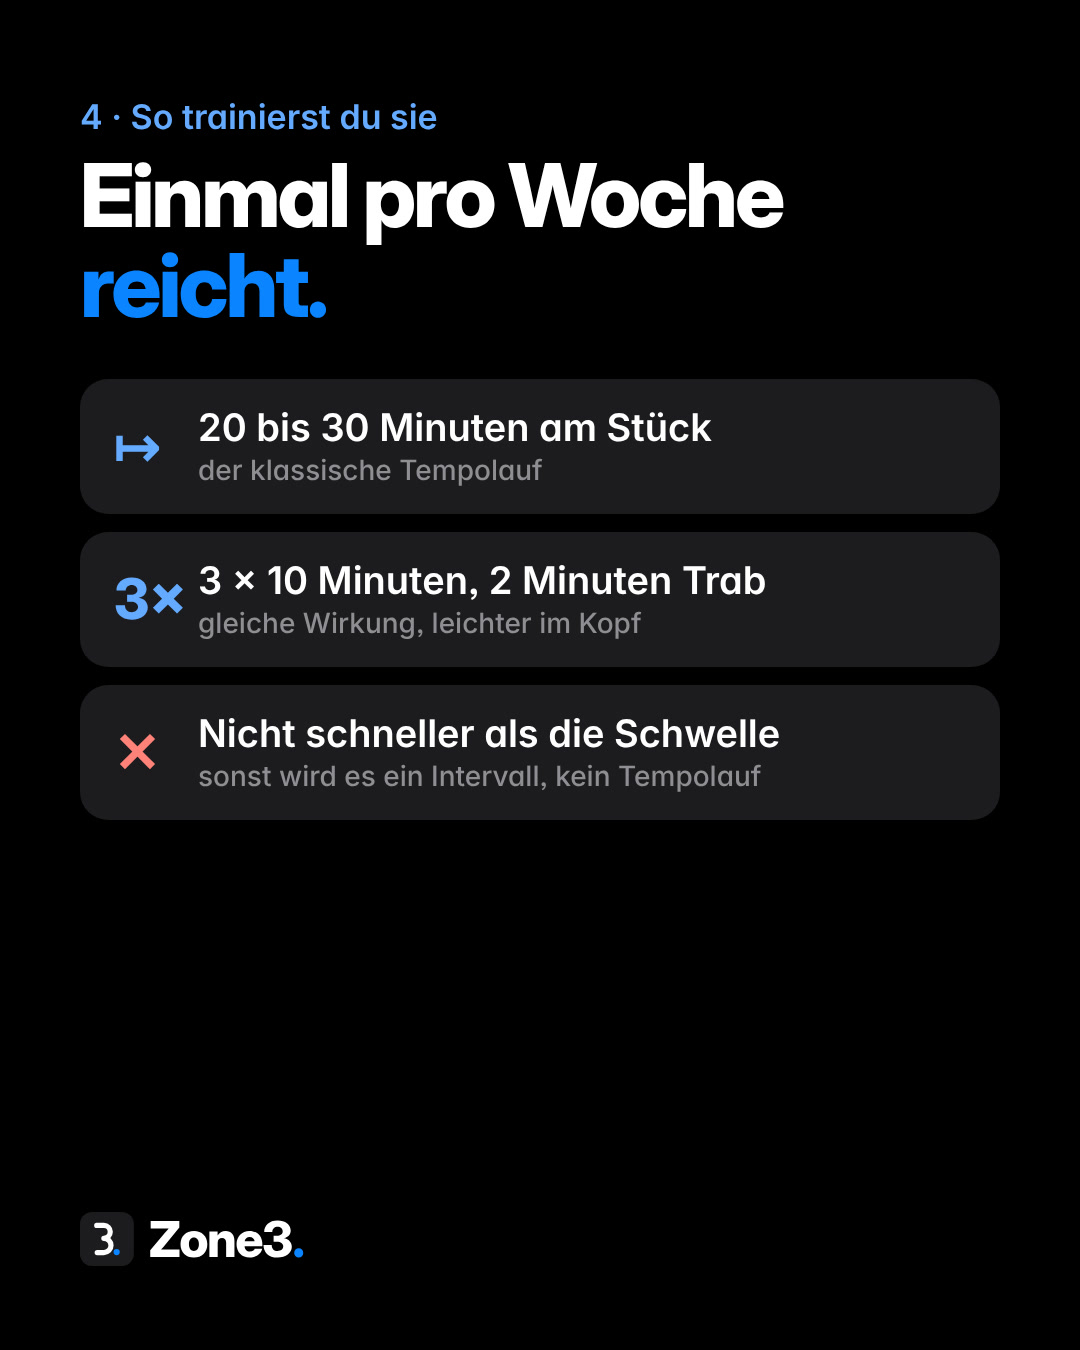 4 · So trainierst du sie
Einmal pro Woche
reicht.
↦
20 bis 30 Minuten am Stück
der klassische Tempolauf
3×
3 × 10 Minuten, 2 Minuten Trab
gleiche Wirkung, leichter im Kopf
×
Nicht schneller als die Schwelle
sonst wird es ein Intervall, kein Tempolauf
3. Zone3.